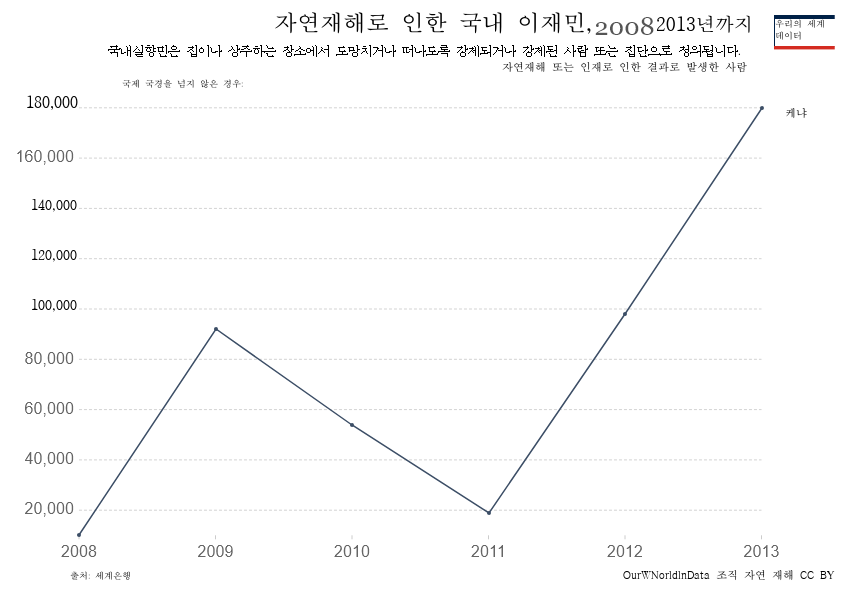 자연재해로 인한 국내 이재민,20082013년까지
우리의 세계
데이터
국내실향민은 집이나 상주하는 장소에서 도망치거나 떠나도록 강제되거나 강제된 사람 또는 집단으로 정의됩니다.
자연재해 또는 인재로 인한 결과로 발생한 사람
국제 국경을 넘지 않은 경우:
180,000
케냐
160,000
140,000
120,000
100,000
80,000
60,000
40,000
20,000
2008 2009 2010 2011 2012 2013
출처: 세계은행
OurWNorldInData 조직 자연 재해 CC BY